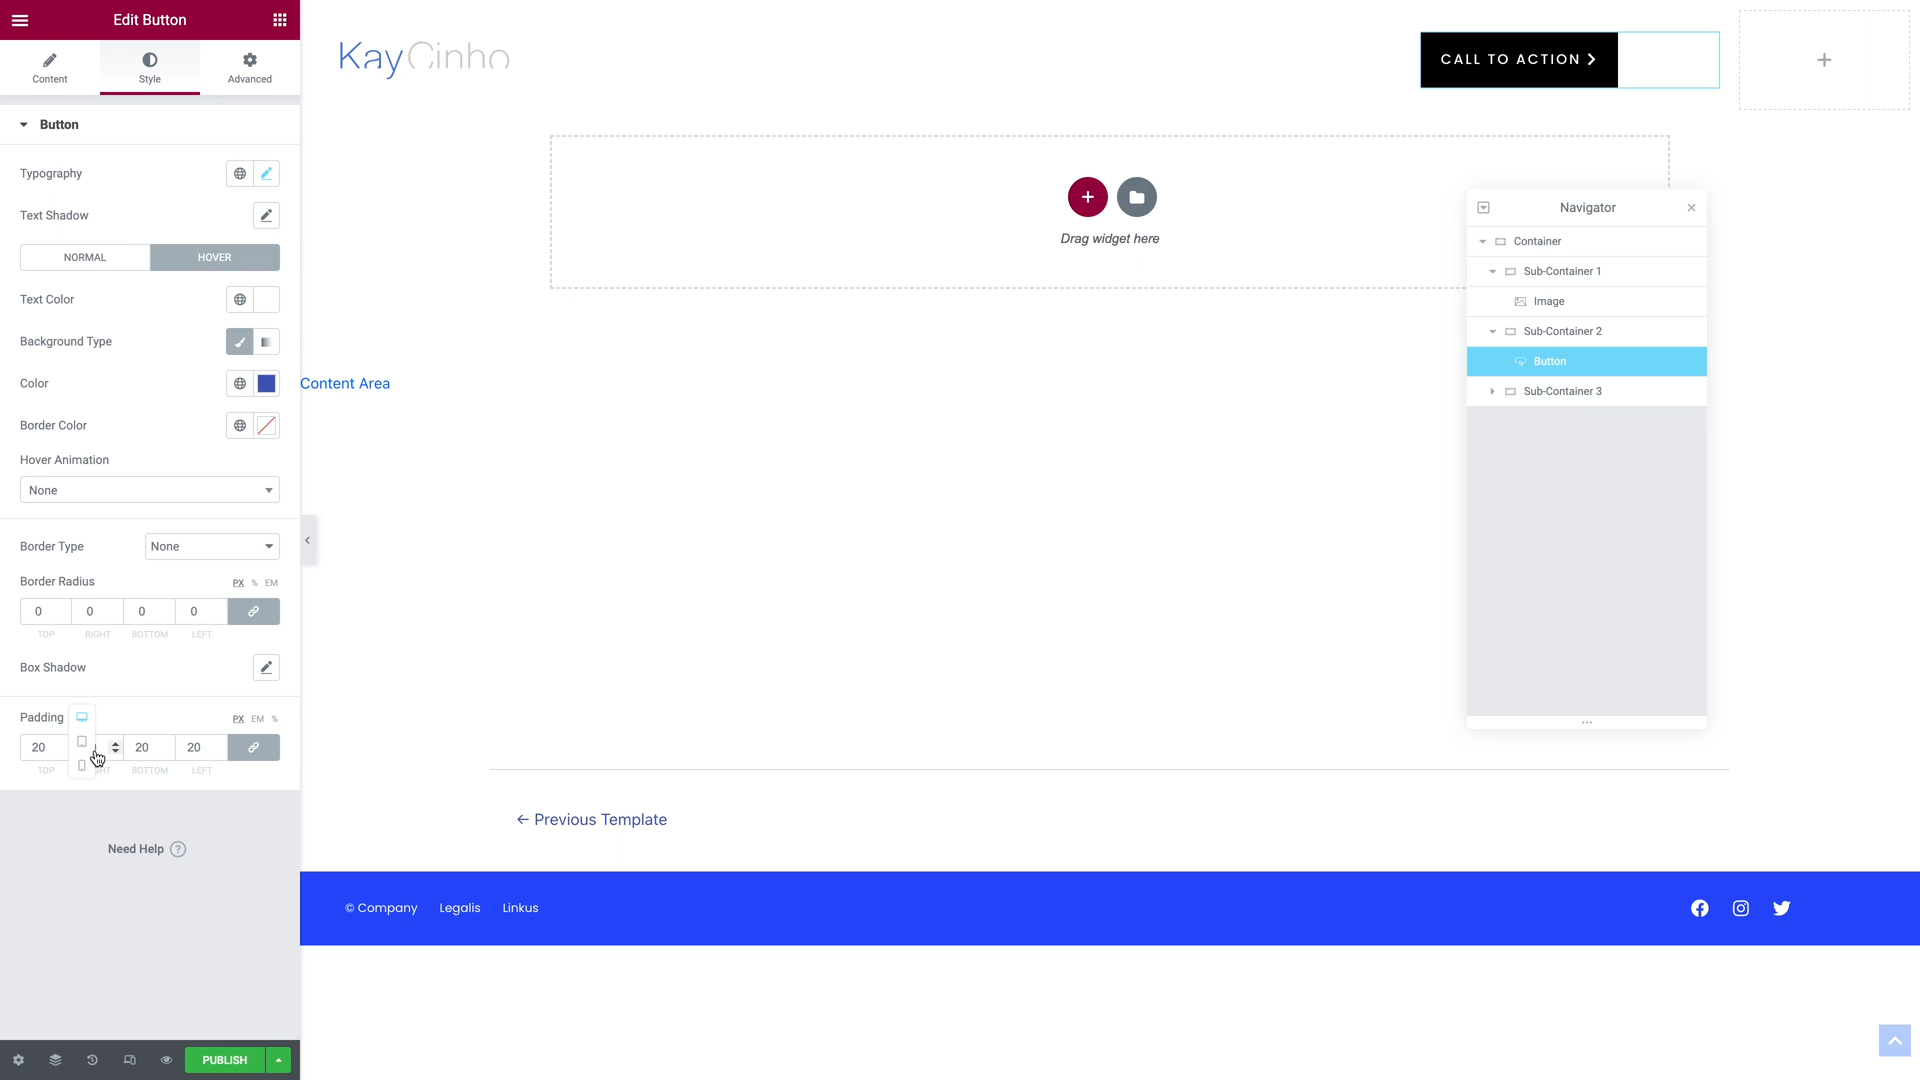 Edit Button
Content
Style
Advanced
Button
Typography
Text Shadow
NORMAL
HOVER
Text Color
Background Type
Color
Border Color
Hover Animation
None
Border Type
None
Border Radius
PX % EM
0 0 0 0
TOP RIGHT BOTTOM LEFT
Box Shadow
Padding
PX EM %
20 20 20
TOP HT BOTTOM LEFT
Need Help ?
PUBLISH
KayCinho
CALL TO ACTION
Drag widget here
Content Area
Navigator
Container
Sub-Container 1
Image
Sub-Container 2
Button
Sub-Container 3
← Previous Template
© Company Legalis Linkus